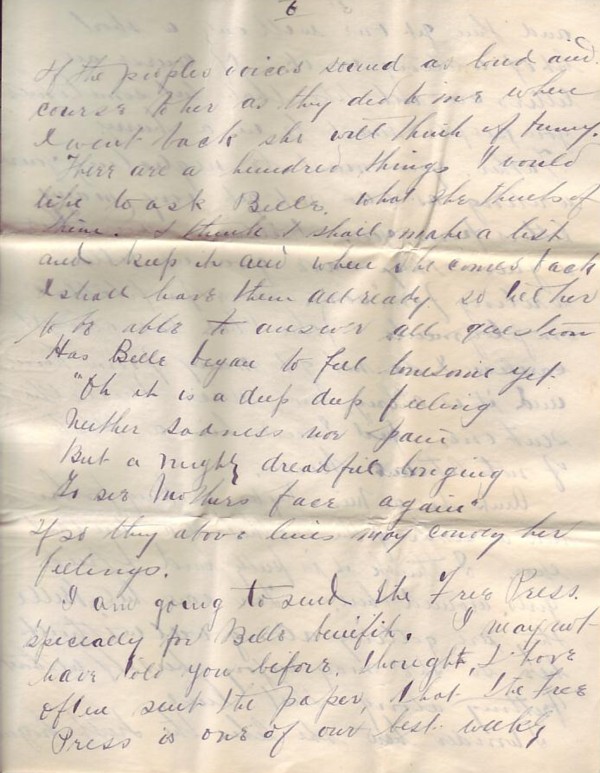 6
If the peoples voices sound as loud and
course to her as they did to me when
I went back she will think it funny.
There are a hundred things I would
like to ask Belle, what she thinks of
them. I think I shall make a list
and keep it and when she comes back
I shall have them all ready so let her
to be able to answer all question
Has Belle began to feel lonesome yet.
"Oh it is a deep deep feeling
Neither sadness nor pain
But a mighty dreadful longing
To see Mothers face again"
If so they above lines may convey her
feelings.
I am going to send the Free Press.
specially for Bells benifit. I may not
have told you before, thought, I have
often sent the paper, that the Free
Press is one of our best weekly